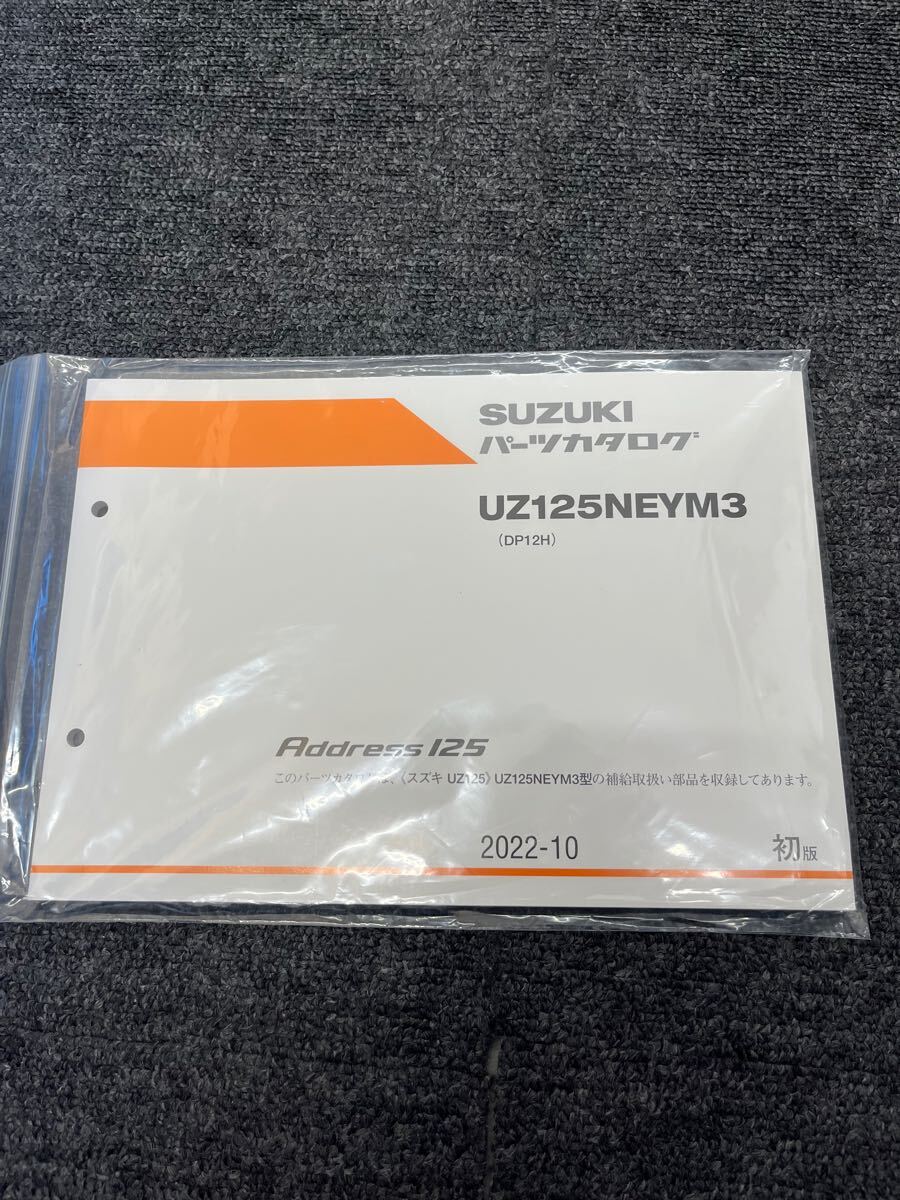 SUZUKI
パーツカタログ
UZ125NEYM3
(DP12H)
Address 125
このパーツカタログは、〈スズキ UZ125〉UZ125NEYM3型の補給取扱い部品を収録してあります。
2022-10 初版